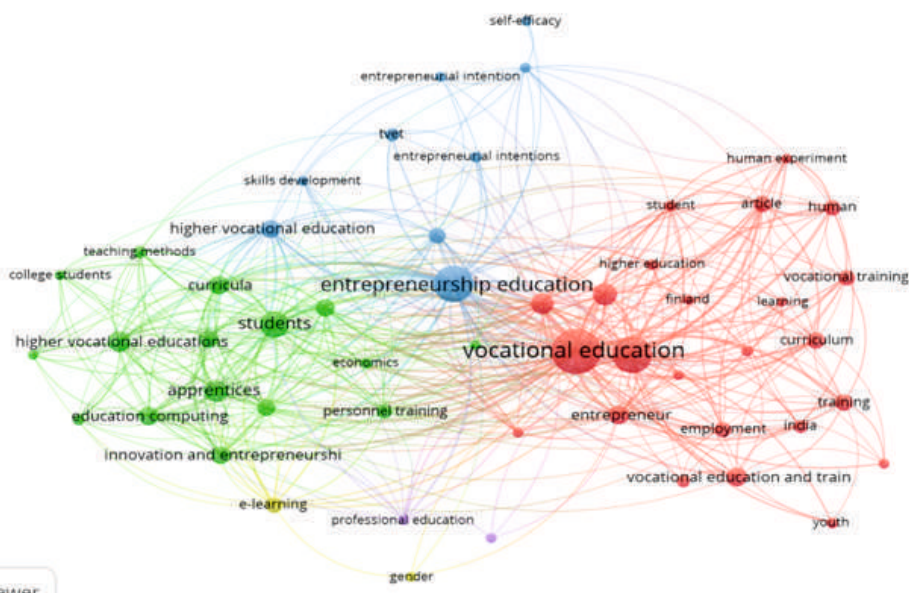 self-efficacy
entrepreneurial intention
tvet
entrepreneurial intentions
human experiment
skills development
student
article
human
higher vocational education
teaching methods
higher education
college students
vocational training
curricula
entrepreneurship education
finland
learning
students
higher vocational educations
vocational education
curriculum
economics
apprentices
training
education computing
personnel training
entrepreneur
employment
india
innovation and entrepreneurshi
vocational education and train
e-learning
professional education
youth
gender